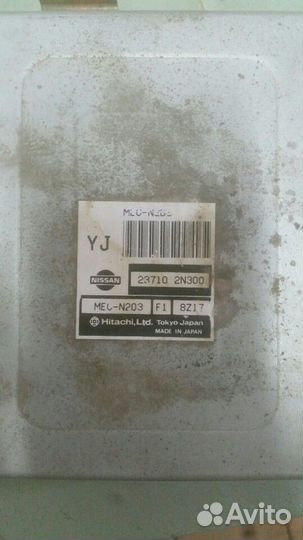 MEC-N203
YJ
NISSAN
23710 2N300
MEC-N203 F1 8Z17
Hitachi, Ltd. Tokyo Japan
MADE IN JAPAN
Avito